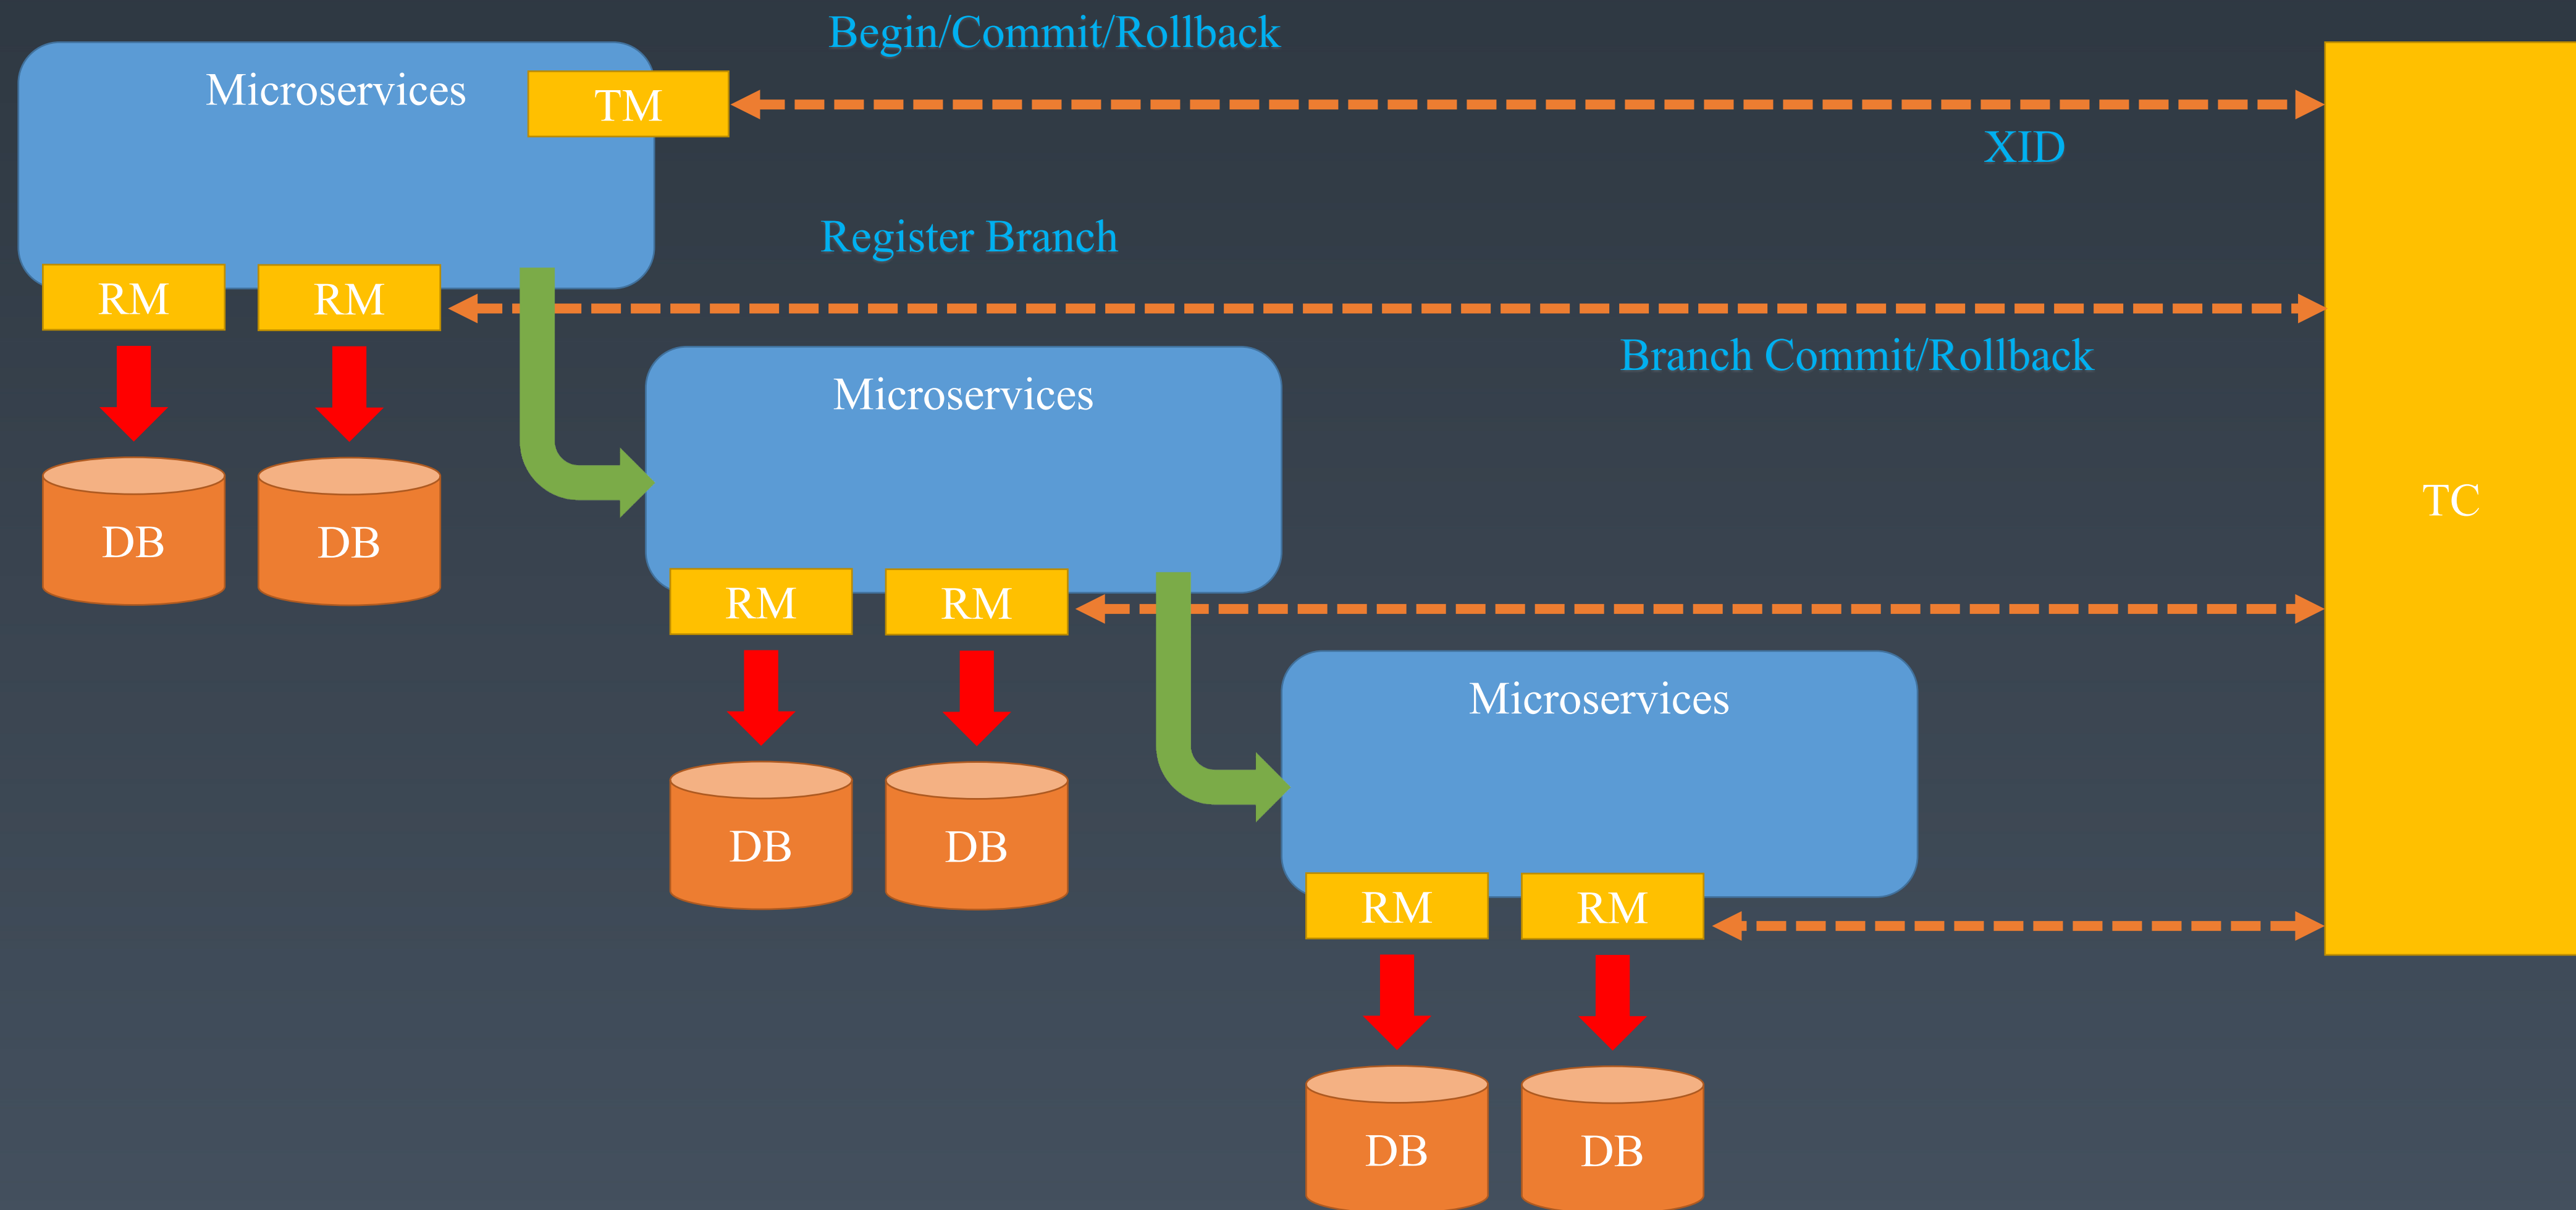 Begin/Commit/Rollback
Microservices
TM
XID
Register Branch
RM
RM
Branch Commit/Rollback
Microservices
TC
DB
DB
RM
RM
Microservices
DB
DB
RM
RM
DB
DB